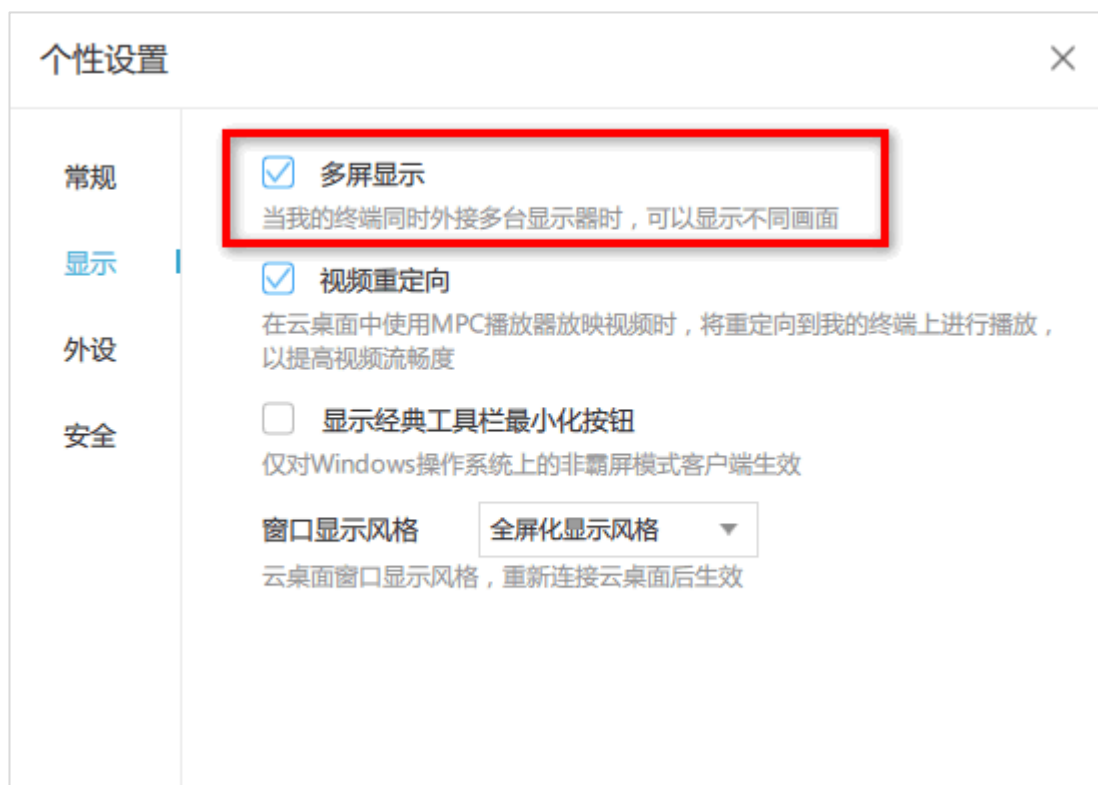 个性设置
常规
显示
外设
安全
多屏显示
当我的终端同时外接多台显示器时，可以显示不同画面
视频重定向
在云桌面中使用MPC播放器放映视频时，将重定向到我的终端上进行播放，
以提高视频流畅度
显示经典工具栏最小化按钮
仅对Windows操作系统上的非霸屏模式客户端生效
窗口显示风格 全屏化显示风格
云桌面窗口显示风格，重新连接云桌面后生效